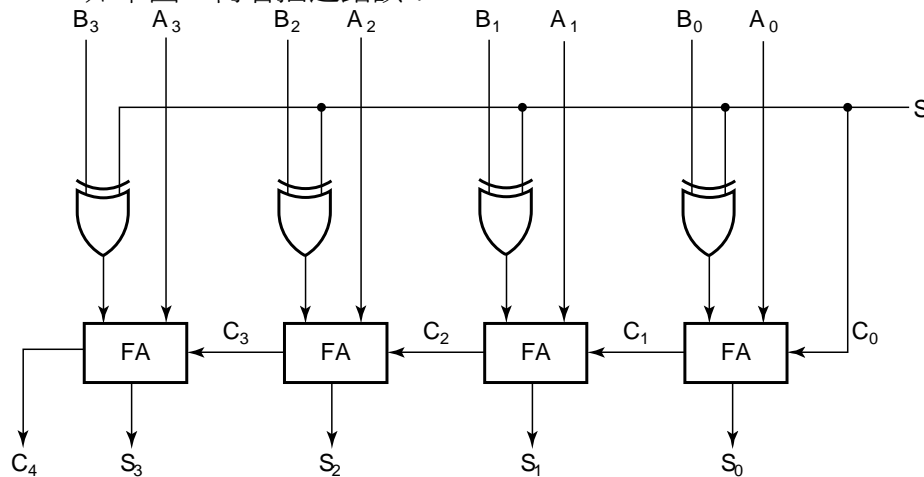 B₃ A₃ B₂ A₂ B₁ A₁ B₀ A₀
S
FA C₃ FA C₂ FA C₁ FA C₀
C₄ S₃ S₂ S₁ S₀